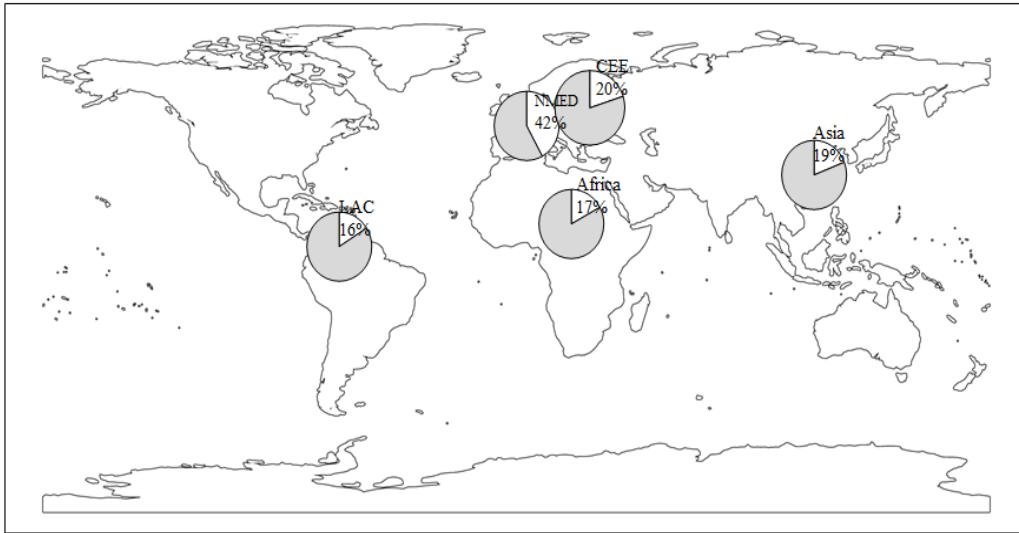 CEE
20%
NMED
42%
Asia
19%
Africa
17%
LAC
16%